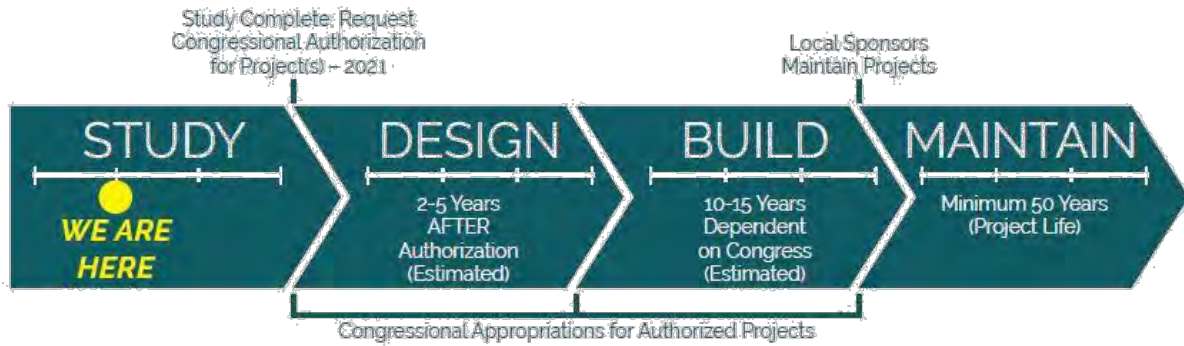 Study Complete: Request
Congressional Authorization
for Project(s) – 2021
Local Sponsors
Maintain Projects
STUDY
DESIGN
BUILD
MAINTAIN
WE ARE
HERE
2-5 Years
AFTER
Authorization
(Estimated)
10-15 Years
Dependent
on Congress
(Estimated)
Minimum 50 Years
(Project Life)
Congressional Appropriations for Authorized Projects